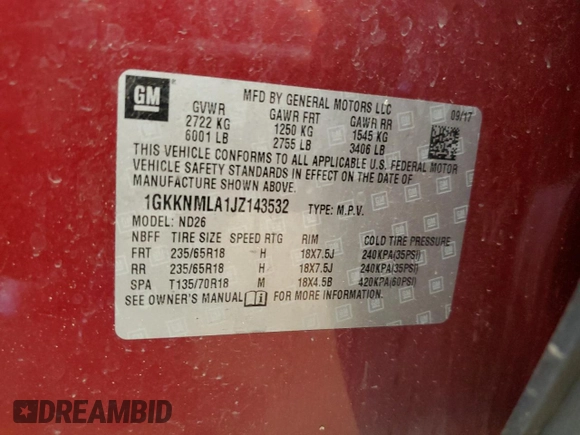 GM
MFD BY GENERAL MOTORS LLC
GVWR GAWR FRT GAWR RR 09/17
2722 KG 1250 KG 1545 KG
6001 LB 2755 LB 3406 LB
THIS VEHICLE CONFORMS TO ALL APPLICABLE U.S. FEDERAL MOTOR
VEHICLE SAFETY STANDARDS IN EFFECT ON THE DATE OF
MANUFACTURE SHOWN ABOVE.
1GKKNMLA1JZ143532 TYPE: M.P.V.
MODEL: ND26
NBFF TIRE SIZE SPEED RTG RIM COLD TIRE PRESSURE
FRT 235/65R18 H 18X7.5J 240KPA(35PSI)
RR 235/65R18 H 18X7.5J 240KPA(35PSI)
SPA T135/70R18 M 18X4.5B 420KPA(60PSI)
SEE OWNER'S MANUAL FOR MORE INFORMATION.
DREAMBID